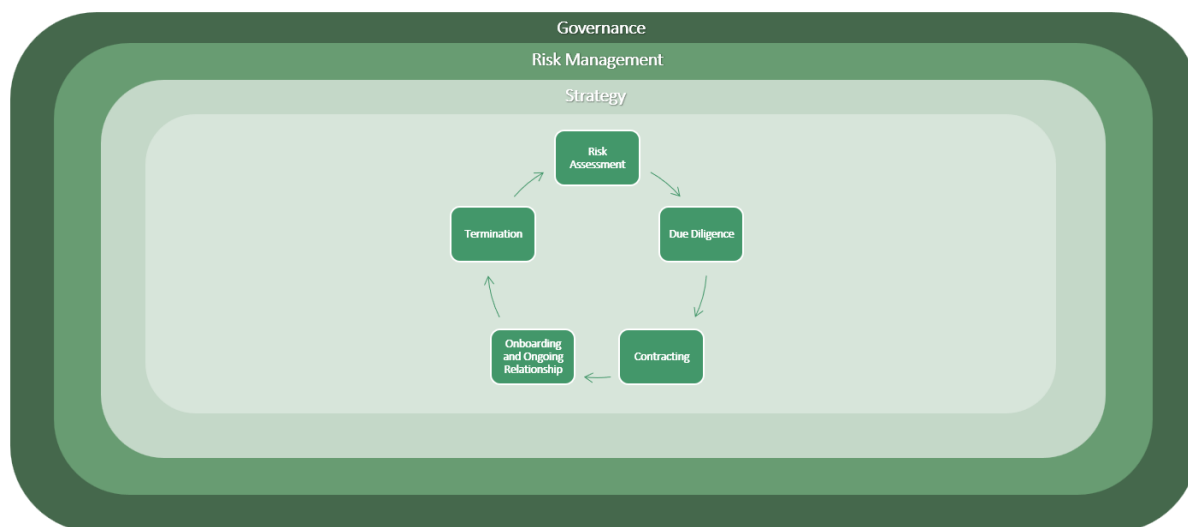 Governance
Risk Management
Strategy
Risk
Assessment
Due Diligence
Contracting
Onboarding
and Ongoing
Relationship
Termination